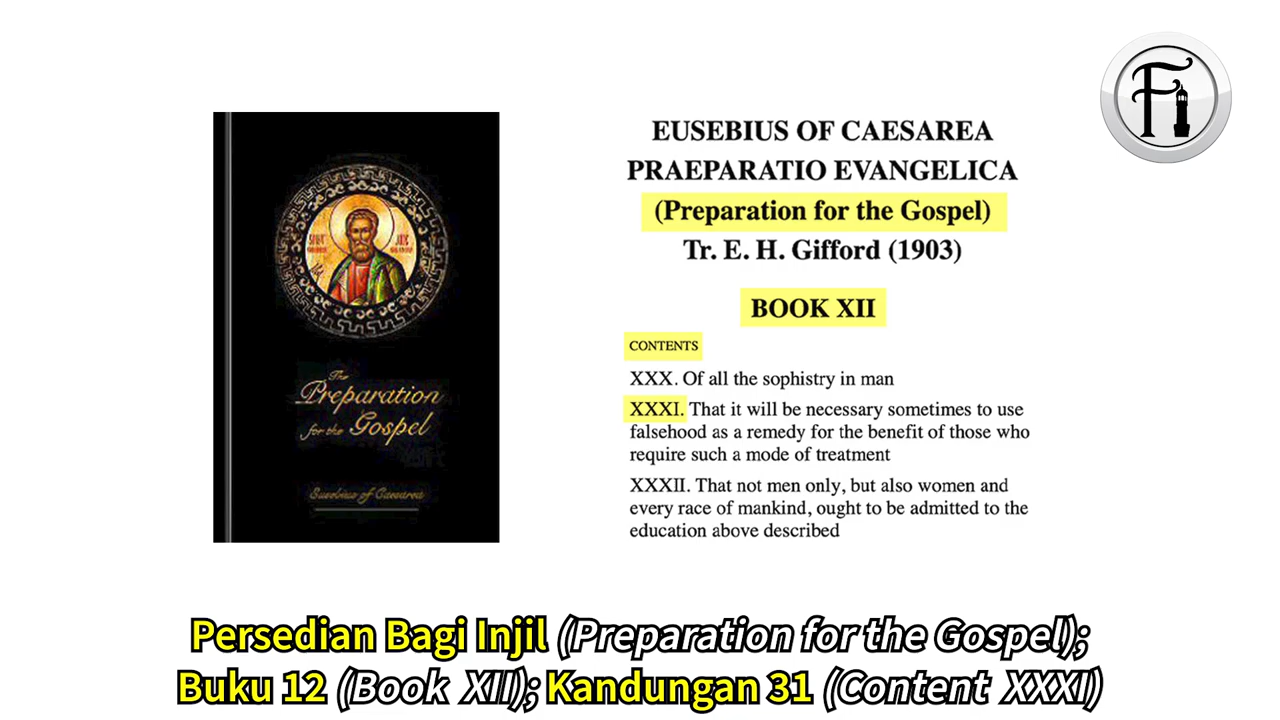 Fi
EUSEBIUS OF CAESAREA
PRAEPARATIO EVANGELICA
(Preparation for the Gospel)
Tr. E. H. Gifford (1903)
BOOK XII
CONTENTS
XXX. Of all the sophistry in man
XXXI. That it will be necessary sometimes to use
falsehood as a remedy for the benefit of those who
require such a mode of treatment
XXXII. That not men only, but also women and
every race of mankind, ought to be admitted to the
education above described
The
Preparation
for the Gospel
Eusebius of Caesarea
Persedian Bagi Injil (Preparation for the Gospel);
Buku 12 (Book XII); Kandungan 31 (Content XXXI)